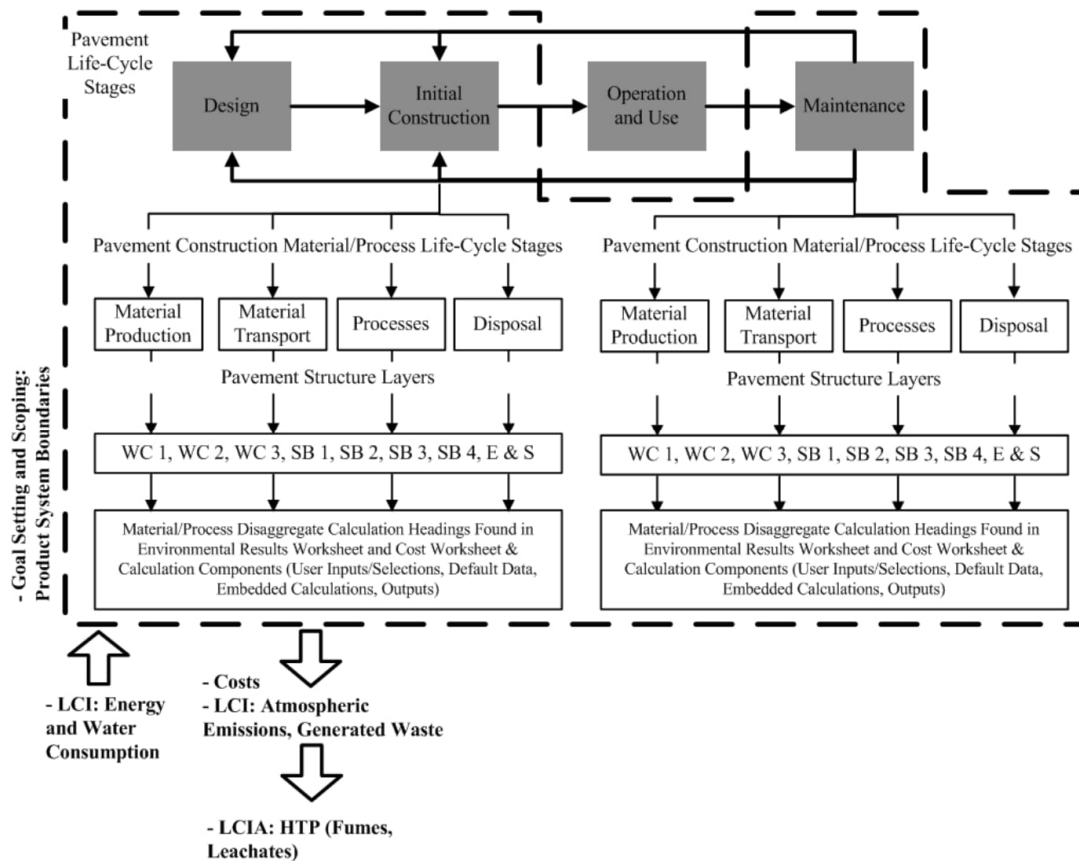 Pavement
Life-Cycle
Stages
Design
Initial
Construction
Operation
and Use
Maintenance
Pavement Construction Material/Process Life-Cycle Stages
Material
Production
Material
Transport
Processes
Disposal
Pavement Structure Layers
WC 1, WC 2, WC 3, SB 1, SB 2, SB 3, SB 4, E & S
Material/Process Disaggregate Calculation Headings Found in
Environmental Results Worksheet and Cost Worksheet &
Calculation Components (User Inputs/Selections, Default Data,
Embedded Calculations, Outputs)
Pavement Construction Material/Process Life-Cycle Stages
Material
Production
Material
Transport
Processes
Disposal
Pavement Structure Layers
WC 1, WC 2, WC 3, SB 1, SB 2, SB 3, SB 4, E & S
Material/Process Disaggregate Calculation Headings Found in
Environmental Results Worksheet and Cost Worksheet &
Calculation Components (User Inputs/Selections, Default Data,
Embedded Calculations, Outputs)
- Goal Setting and Scoping:
Product System Boundaries
- LCI: Energy
and Water
Consumption
- Costs
- LCI: Atmospheric
Emissions, Generated Waste
- LCIA: HTP (Fumes,
Leachates)